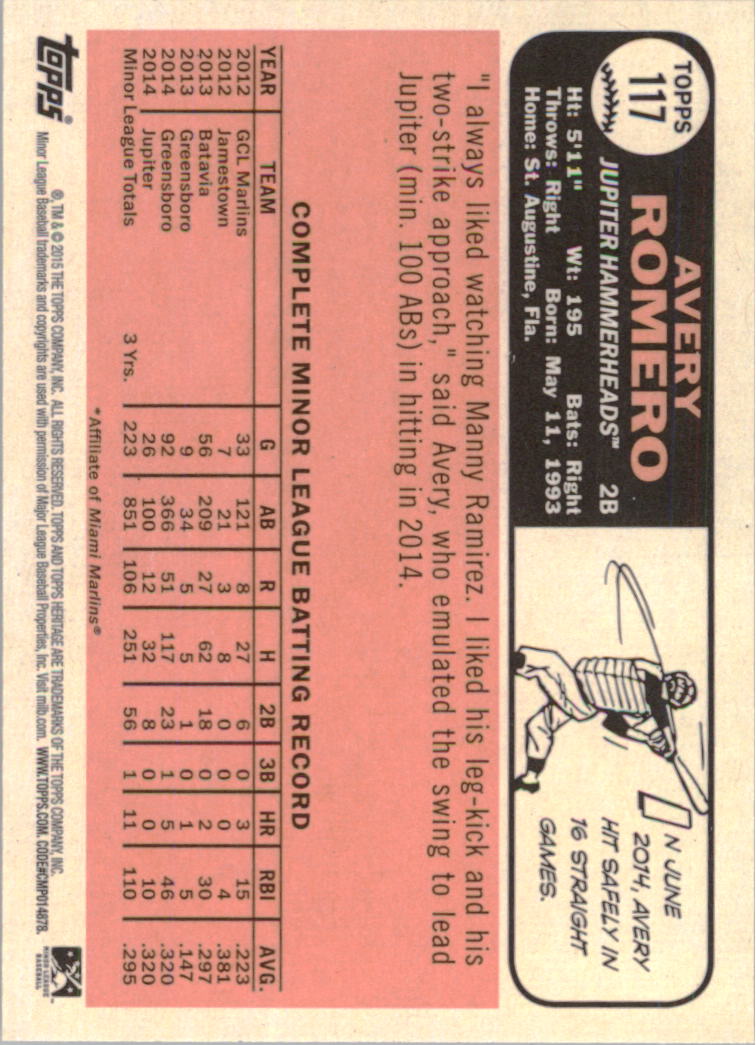 TOPPS
117
AVERY
ROMERO
JUPITER HAMMERHEADS™ 2B
Ht: 5'11" Wt: 195 Bats: Right
Throws: Right Born: May 11, 1993
Home: St. Augustine, Fla.
IN JUNE
2014, AVERY
HIT SAFELY IN
16 STRAIGHT
GAMES.
"I always liked watching Manny Ramirez. I liked his leg-kick and his
two-strike approach," said Avery, who emulated the swing to lead
Jupiter (min. 100 ABs) in hitting in 2014.
COMPLETE MINOR LEAGUE BATTING RECORD
YEAR TEAM G AB R H 2B 3B HR RBI AVG.
2012 GCL Marlins 33 121 8 27 6 0 3 15 .223
2012 Jamestown 7 21 3 8 0 0 0 4 .381
2013 Batavia 56 209 27 62 18 0 2 30 .297
2013 Greensboro 9 34 5 5 1 0 1 5 .147
2014 Greensboro 92 366 51 117 23 1 5 46 .320
2014 Jupiter 26 100 12 32 8 0 0 10 .320
Minor League Totals 3 Yrs. 223 851 106 251 56 1 11 110 .295
*Affiliate of Miami Marlins®
topps®
®, TM & © 2015 THE TOPPS COMPANY, INC. ALL RIGHTS RESERVED. TOPPS AND TOPPS HERITAGE ARE TRADEMARKS OF THE TOPPS COMPANY, INC.
Minor League Baseball trademarks and copyrights are used with permission of Major League Baseball Properties, Inc. Visit milb.com. WWW.TOPPS.COM. CODE#CMP014878.
MINOR LEAGUE
BASEBALL™